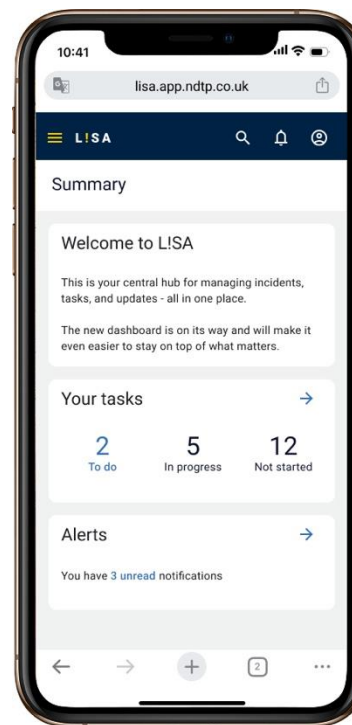 10:41
lisa.app.ndtp.co.uk
L!SA
Summary
Welcome to L!SA
This is your central hub for managing incidents,
tasks, and updates - all in one place.
The new dashboard is on its way and will make it
even easier to stay on top of what matters.
Your tasks
2 5 12
To do In progress Not started
Alerts
You have 3 unread notifications
2